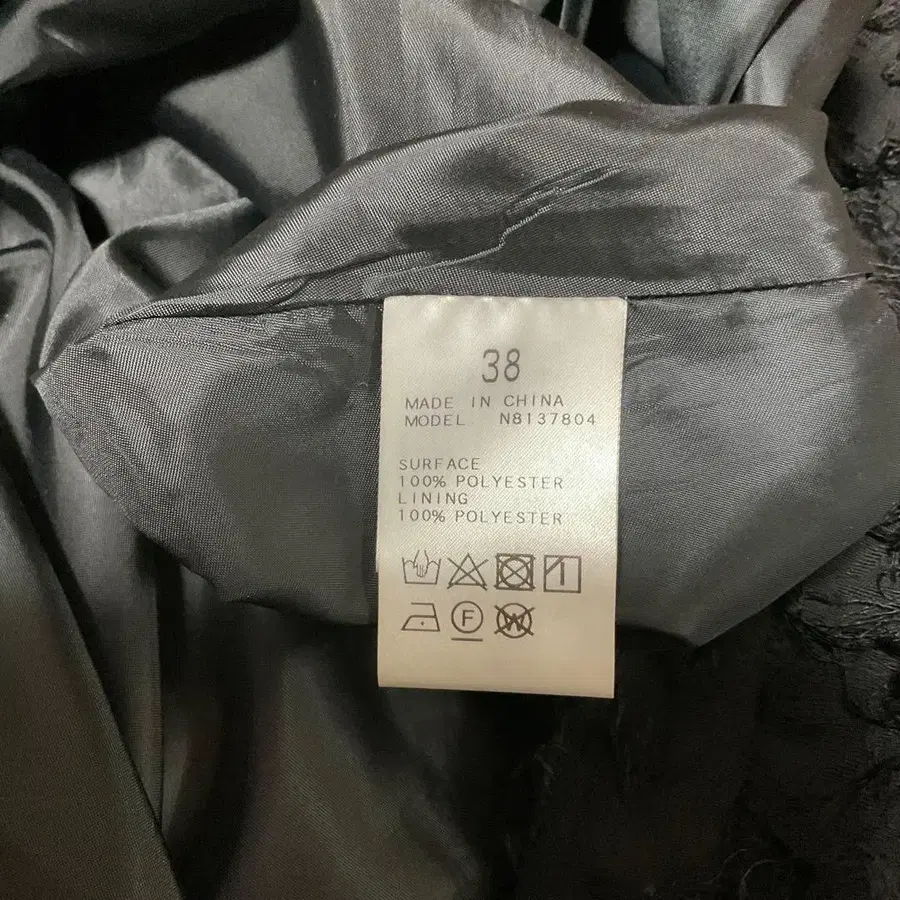 38
MADE IN CHINA
MODEL N8137804
SURFACE
100% POLYESTER
LINING
100% POLYESTER
F
W